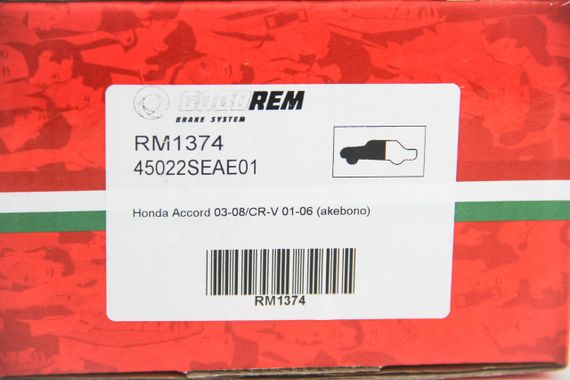 GOODREM
BRAKE SYSTEM
RM1374
45022SEAE01
Honda Accord 03-08/CR-V 01-06 (akebono)
RM1374